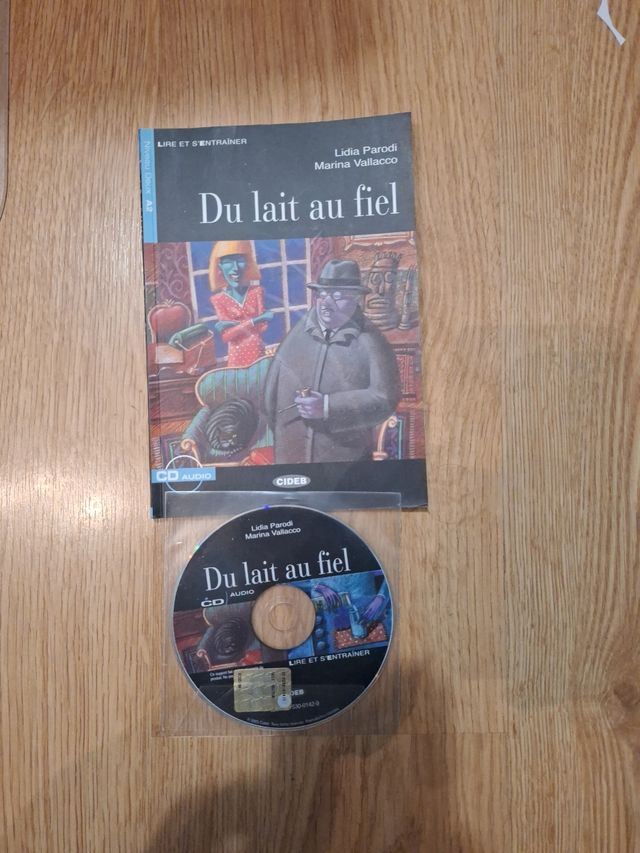 LIRE ET S'ENTRAÎNER
Niveau Deux A2
Lidia Parodi
Marina Vallacco
Du lait au fiel
CD AUDIO
CIDEB
Lidia Parodi
Marina Vallacco
Du lait au fiel
CD AUDIO
LIRE ET S'ENTRAÎNER
CIDEB